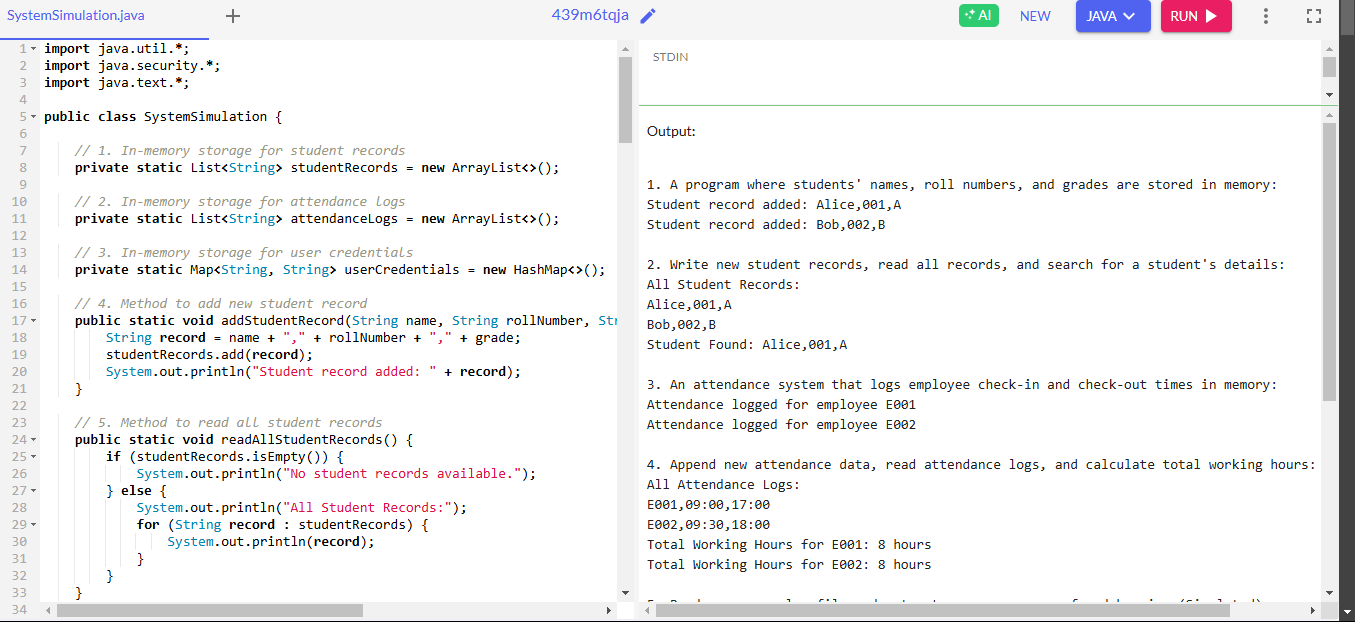 SystemSimulation.java
439m6tqja
AI
NEW
JAVA
RUN
1 import java.util.*;
2 import java.security.*;
3 import java.text.*;
4
5 public class SystemSimulation {
6
7 // 1. In-memory storage for student records
8 private static List<String> studentRecords = new ArrayList<>();
9
10 // 2. In-memory storage for attendance logs
11 private static List<String> attendanceLogs = new ArrayList<>();
12
13 // 3. In-memory storage for user credentials
14 private static Map<String, String> userCredentials = new HashMap<>();
15
16 // 4. Method to add new student record
17 public static void addStudentRecord(String name, String rollNumber, Str
18 String record = name + "," + rollNumber + "," + grade;
19 studentRecords.add(record);
20 System.out.println("Student record added: " + record);
21 }
22
23 // 5. Method to read all student records
24 public static void readAllStudentRecords() {
25 if (studentRecords.isEmpty()) {
26 System.out.println("No student records available.");
27 } else {
28 System.out.println("All Student Records:");
29 for (String record : studentRecords) {
30 System.out.println(record);
31 }
32 }
33 }
34
STDIN
Output:
1. A program where students' names, roll numbers, and grades are stored in memory:
Student record added: Alice,001,A
Student record added: Bob,002,B
2. Write new student records, read all records, and search for a student's details:
All Student Records:
Alice,001,A
Bob,002,B
Student Found: Alice,001,A
3. An attendance system that logs employee check-in and check-out times in memory:
Attendance logged for employee E001
Attendance logged for employee E002
4. Append new attendance data, read attendance logs, and calculate total working hours:
All Attendance Logs:
E001,09:00,17:00
E002,09:30,18:00
Total Working Hours for E001: 8 hours
Total Working Hours for E002: 8 hours